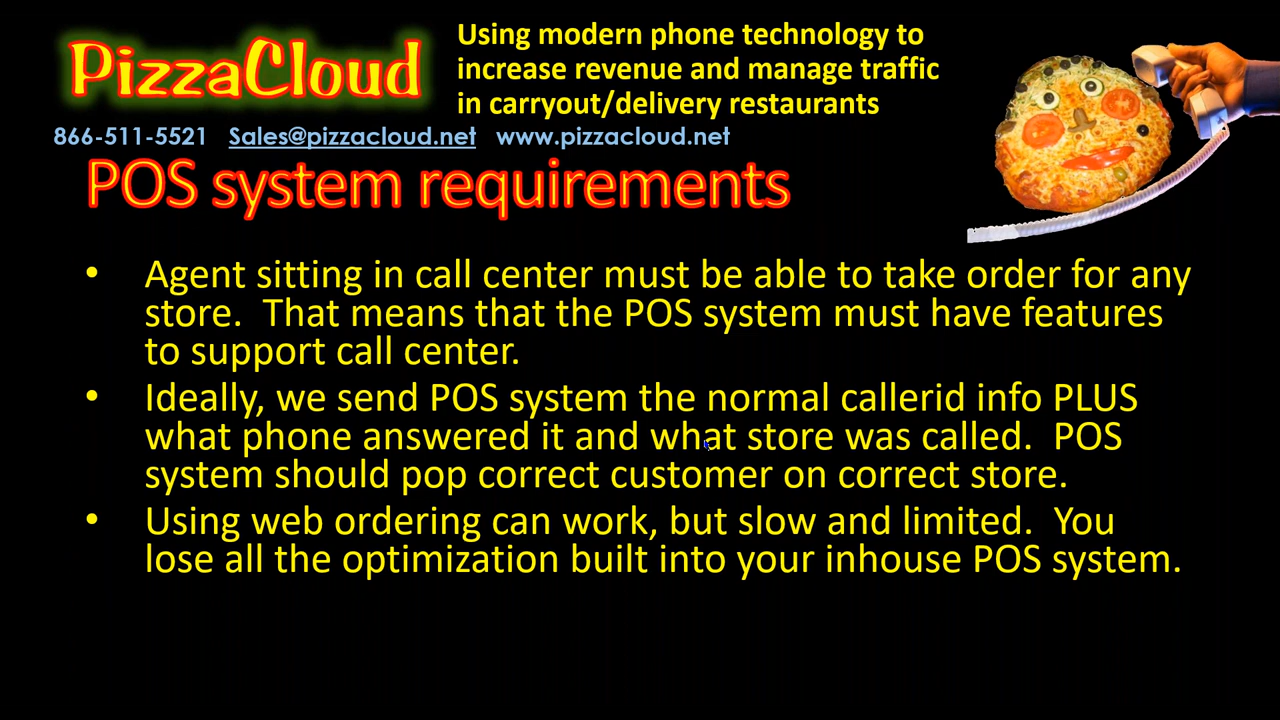 PizzaCloud
Using modern phone technology to
increase revenue and manage traffic
in carryout/delivery restaurants
866-511-5521 Sales@pizzacloud.net www.pizzacloud.net
POS system requirements
• Agent sitting in call center must be able to take order for any
store. That means that the POS system must have features
to support call center.
• Ideally, we send POS system the normal callerid info PLUS
what phone answered it and what store was called. POS
system should pop correct customer on correct store.
• Using web ordering can work, but slow and limited. You
lose all the optimization built into your inhouse POS system.